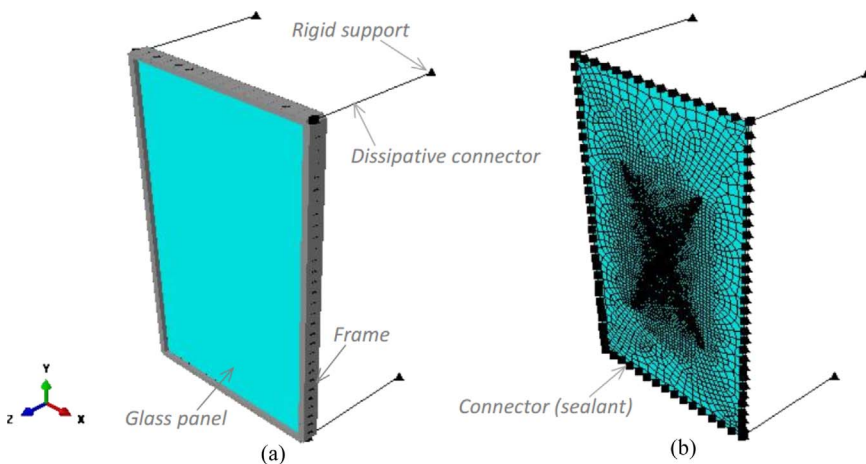 Rigid support
Dissipative connector
Frame
Glass panel
Y
Z
X
(a)
Connector (sealant)
(b)